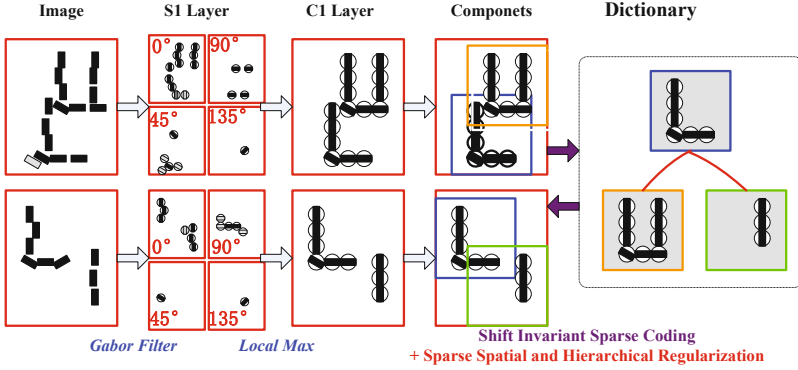 Image S1 Layer C1 Layer Componets Dictionary
0° 90°
45° 135°
0° 90°
45° 135°
Gabor Filter Local Max
Shift Invariant Sparse Coding
+ Sparse Spatial and Hierarchical Regularization